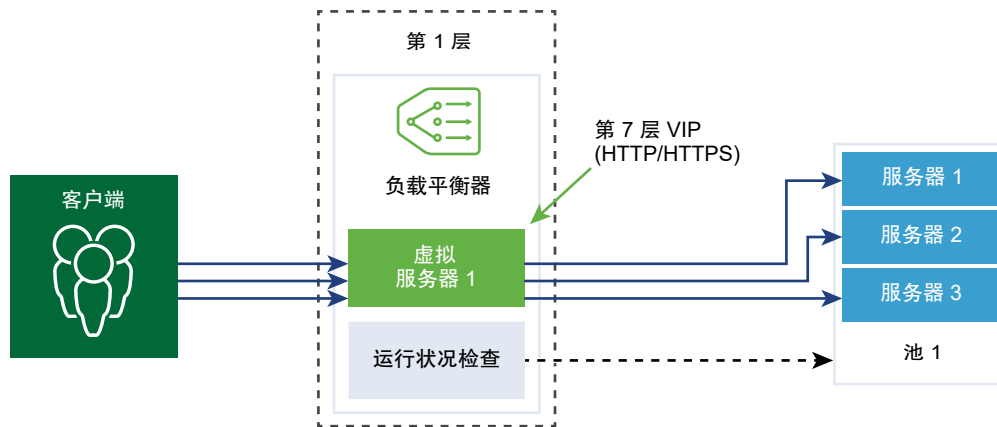 第 1 层
负载平衡器
第 7 层 VIP
(HTTP/HTTPS)
客户端
虚拟
服务器 1
运行状况检查
服务器 1
服务器 2
服务器 3
池 1